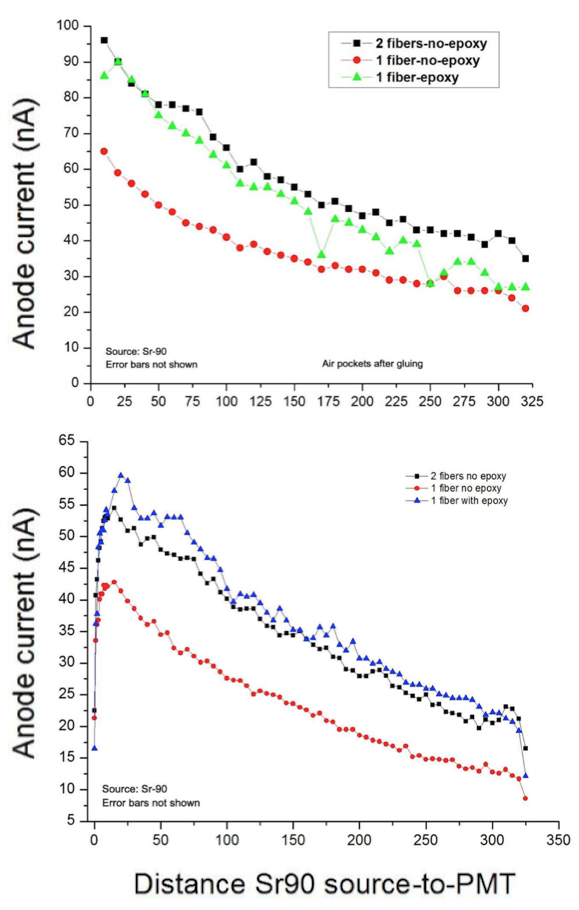 100
90
80
70
60
50
40
30
20
10
0
Anode current (nA)
2 fibers-no-epoxy
1 fiber-no-epoxy
1 fiber-epoxy
Source: Sr-90
Error bars not shown
Air pockets after gluing
0 25 50 75 100 125 150 175 200 225 250 275 300 325
65
60
55
50
45
40
35
30
25
20
15
10
5
Anode current (nA)
2 fibers no epoxy
1 fiber no epoxy
1 fiber with epoxy
Source: Sr-90
Error bars not shown
0 50 100 150 200 250 300 350
Distance Sr90 source-to-PMT